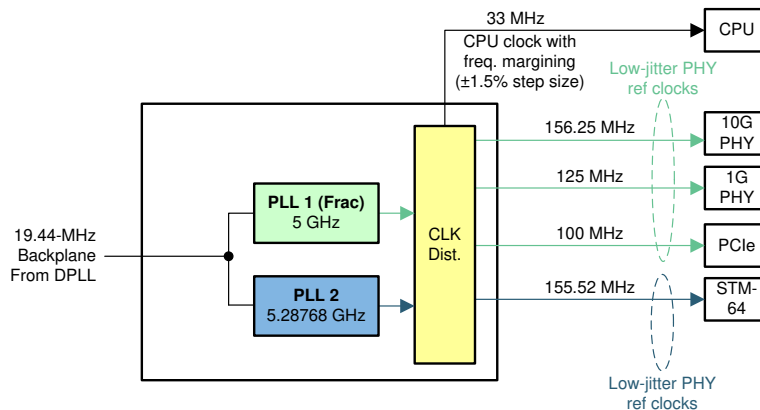 33 MHz
CPU clock with
freq. margining
(±1.5% step size)
CPU
Low-jitter PHY
ref clocks
156.25 MHz
10G
PHY
125 MHz
1G
PHY
PLL 1 (Frac)
5 GHz
19.44-MHz
Backplane
From DPLL
CLK
Dist.
100 MHz
PCIe
PLL 2
5.28768 GHz
155.52 MHz
STM-
64
Low-jitter PHY
ref clocks